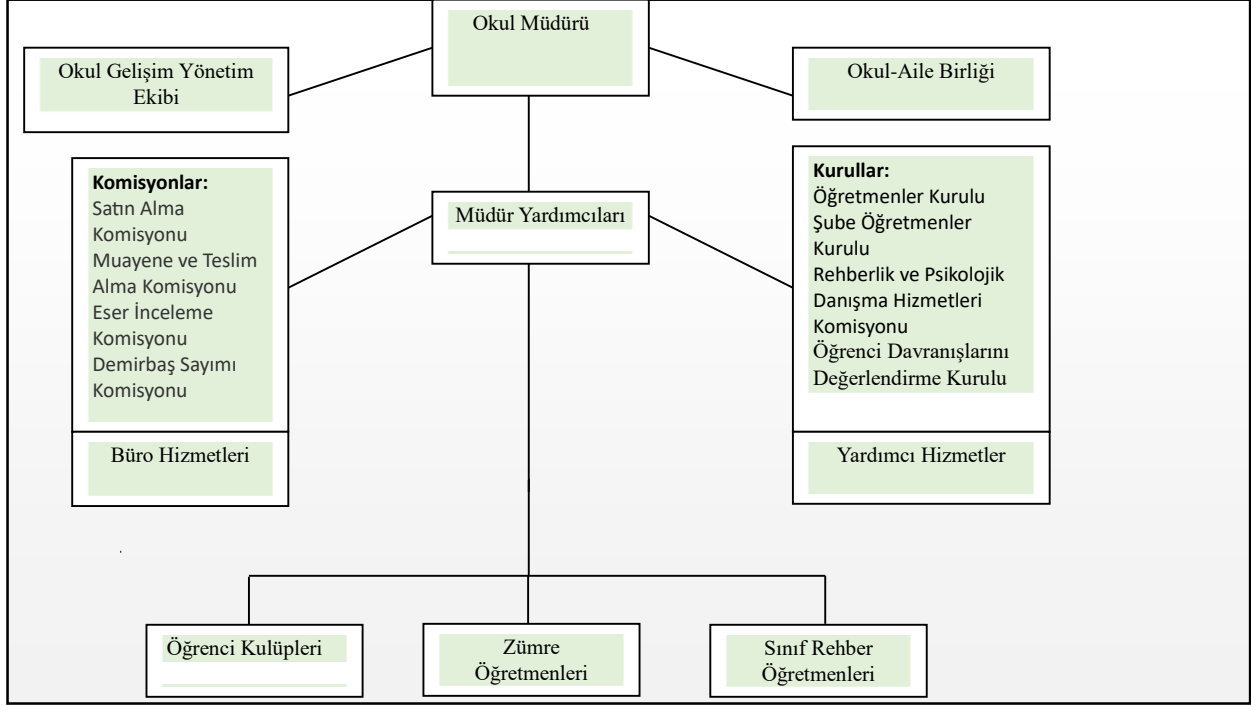 Okul Müdürü
Okul Gelişim Yönetim
Ekibi
Okul-Aile Birliği
Komisyonlar:
Satın Alma
Komisyonu
Muayene ve Teslim
Alma Komisyonu
Eser İnceleme
Komisyonu
Demirbaş Sayımı
Komisyonu
Müdür Yardımcıları
Kurullar:
Öğretmenler Kurulu
Şube Öğretmenler
Kurulu
Rehberlik ve Psikolojik
Danışma Hizmetleri
Komisyonu
Öğrenci Davranışlarını
Değerlendirme Kurulu
Büro Hizmetleri
Yardımcı Hizmetler
Öğrenci Kulüpleri
Zümre
Öğretmenleri
Sınıf Rehber
Öğretmenleri